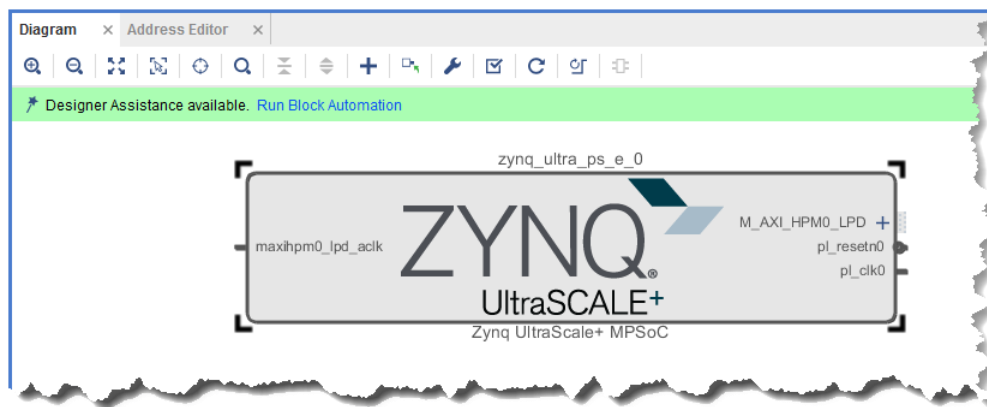 Diagram × Address Editor ×
Designer Assistance available. Run Block Automation
zynq_ultra_ps_e_0
M_AXI_HPM0_LPD
maxihpm0_lpd_aclk
pl_resetn0
pl_clk0
ZYNQ®
UltraSCALE+
Zynq UltraScale+ MPSoC